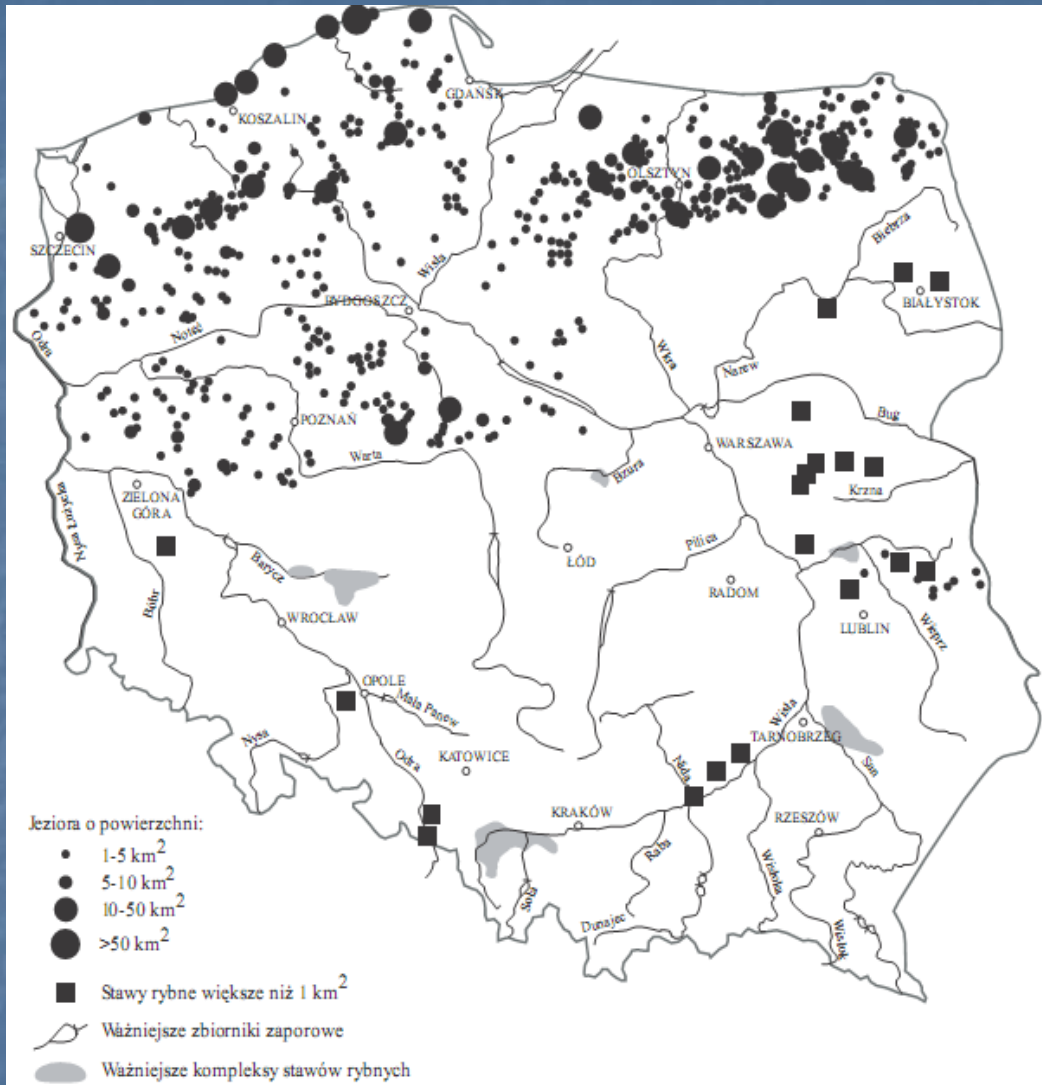 GDAŃSK
KOSZALIN
OLSZTYN
SZCZECIN
Biebrza
Wisła
BIAŁYSTOK
BYDGOSZCZ
Odra
Noteć
Wkra
Narew
POZNAŃ
Bug
WARSZAWA
Warta
Bzura
Krzna
ZIELONA
GÓRA
Nysa Łużycka
Pilica
ŁÓD
Barycz
RADOM
Bóbr
WROCŁAW
LUBLIN
Wieprz
OPOLE
Mała Panew
Wisła
TARNOBRZEG
Nysa
KATOWICE
Odra
Nida
San
KRAKÓW
RZESZÓW
Raba
Wisłoka
Soła
Dunajec
Wisłok
Jeziora o powierzchni:
1-5 km²
5-10 km²
10-50 km²
>50 km²
Stawy rybne większe niż 1 km²
Ważniejsze zbiorniki zaporowe
Ważniejsze kompleksy stawów rybnych